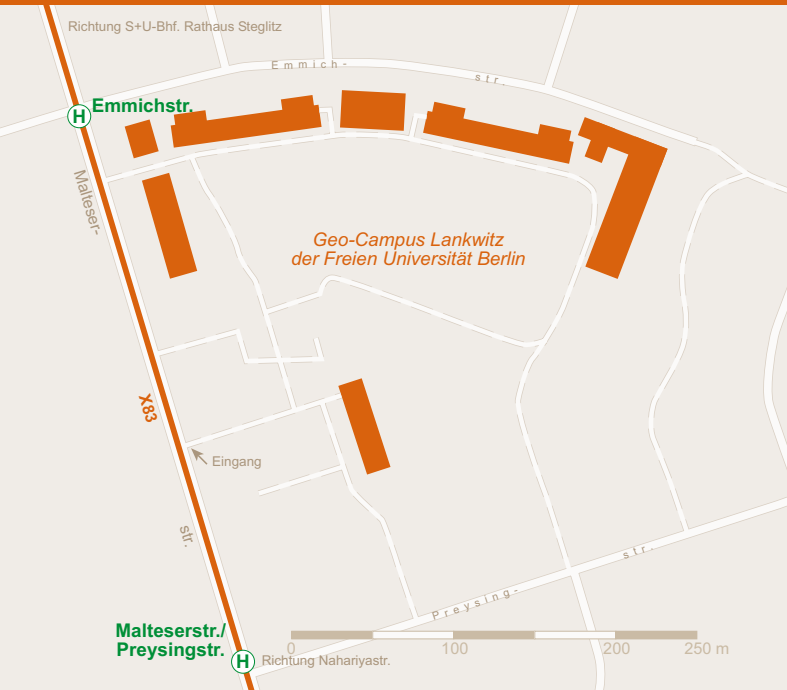 Richtung S+U-Bhf. Rathaus Steglitz
Emmich-
str.
H Emmichstr.
Malteser-
Geo-Campus Lankwitz
der Freien Universität Berlin
X83
Eingang
str.
str.
Preysing-
Malteserstr./
Preysingstr.
H Richtung Nahariyastr.
0 100 200 250 m